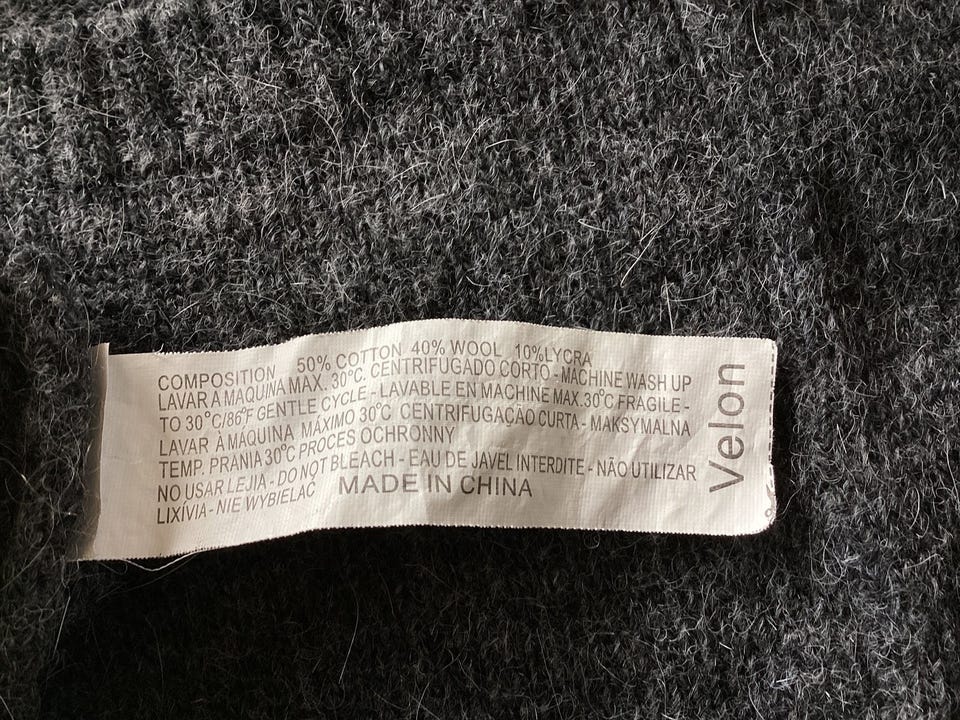 COMPOSITION 50% COTTON 40% WOOL 10%LYCRA
LAVAR A MAQUINA MAX. 30°C. CENTRIFUGADO CORTO - MACHINE WASH UP
TO 30°C/86°F GENTLE CYCLE - LAVABLE EN MACHINE MAX.30°C FRAGILE -
LAVAR À MÁQUINA MÁXIMO 30°C CENTRIFUGAÇAO CURTA - MAKSYMALNA
TEMP. PRANIA 30°C PROCES OCHRONNY
NO USAR LEJIA - DO NOT BLEACH - EAU DE JAVEL INTERDITE - NÃO UTILIZAR
LIXÍVIA - NIE WYBIELAĆ MADE IN CHINA
Velon